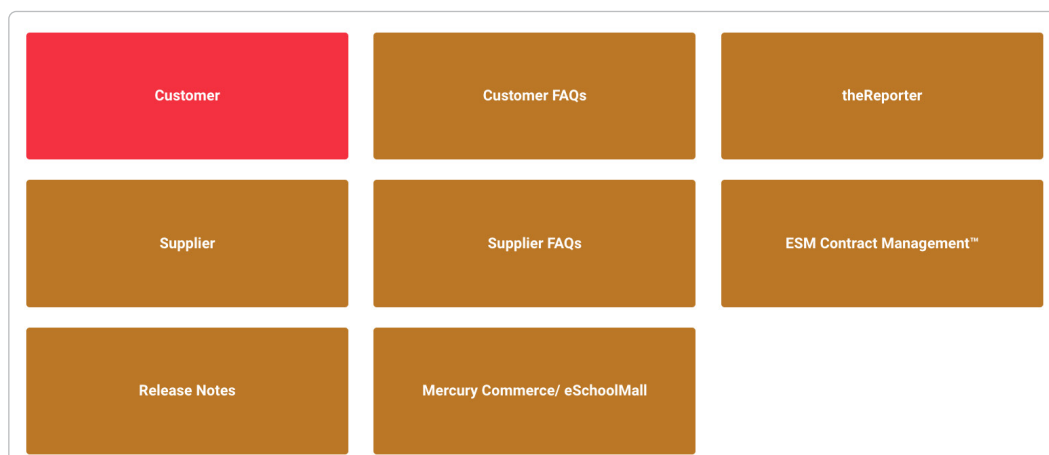 Customer
Customer FAQs
theReporter
Supplier
Supplier FAQs
ESM Contract Management™
Release Notes
Mercury Commerce/ eSchoolMall